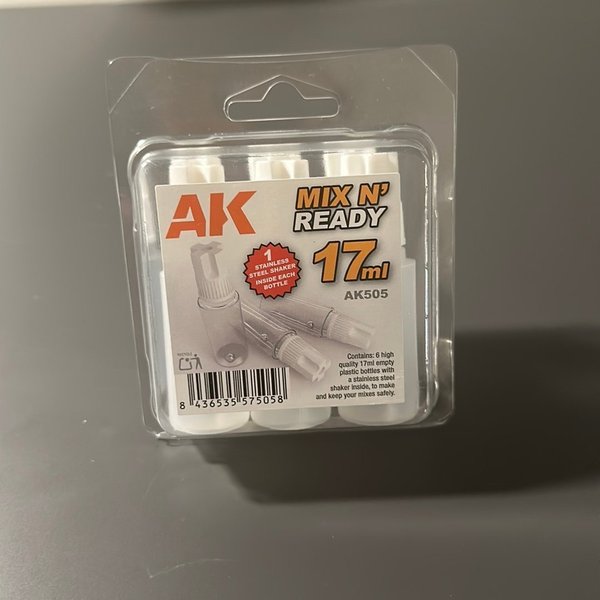 AK
MIX N'
READY
17ml
AK505
1
STAINLESS
STEEL SHAKER
INSIDE EACH
BOTTLE
Contains: 6 high
quality 17ml empty
plastic bottles with
a stainless steel
shaker inside, to make
and keep your mixes safely.
8 436535 575058